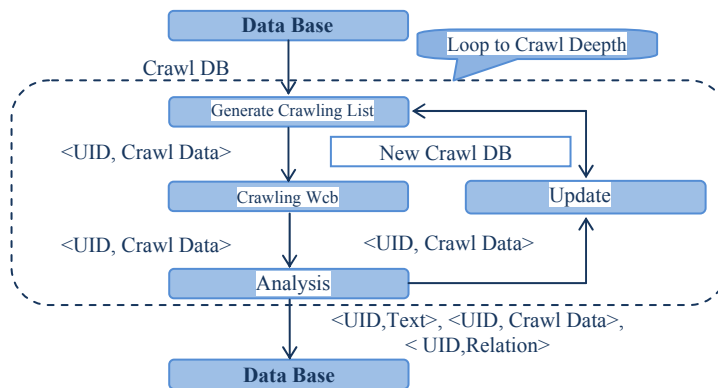 Data Base
Loop to Crawl Deepth
Crawl DB
Generate Crawling List
<UID, Crawl Data>
New Crawl DB
Crawling Wcb
Update
<UID, Crawl Data>
<UID, Crawl Data>
Analysis
<UID,Text>, <UID, Crawl Data>,
< UID,Relation>
Data Base